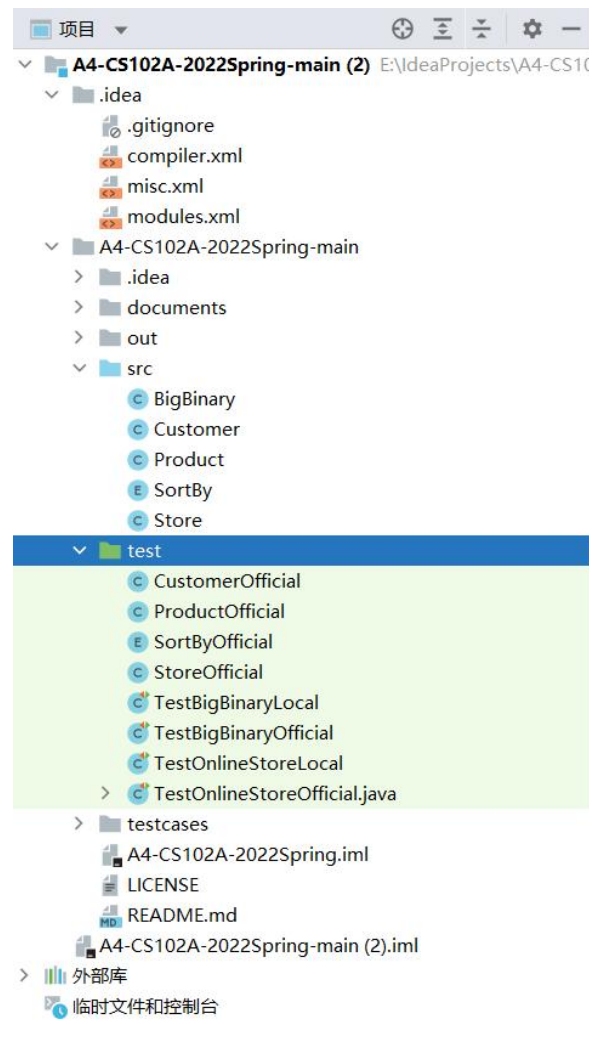 项目
A4-CS102A-2022Spring-main (2) E:\IdeaProjects\A4-CS10
.idea
.gitignore
compiler.xml
misc.xml
modules.xml
A4-CS102A-2022Spring-main
.idea
documents
out
src
BigBinary
Customer
Product
SortBy
Store
test
CustomerOfficial
ProductOfficial
SortByOfficial
StoreOfficial
TestBigBinaryLocal
TestBigBinaryOfficial
TestOnlineStoreLocal
TestOnlineStoreOfficial.java
testcases
A4-CS102A-2022Spring.iml
LICENSE
README.md
A4-CS102A-2022Spring-main (2).iml
外部库
临时文件和控制台